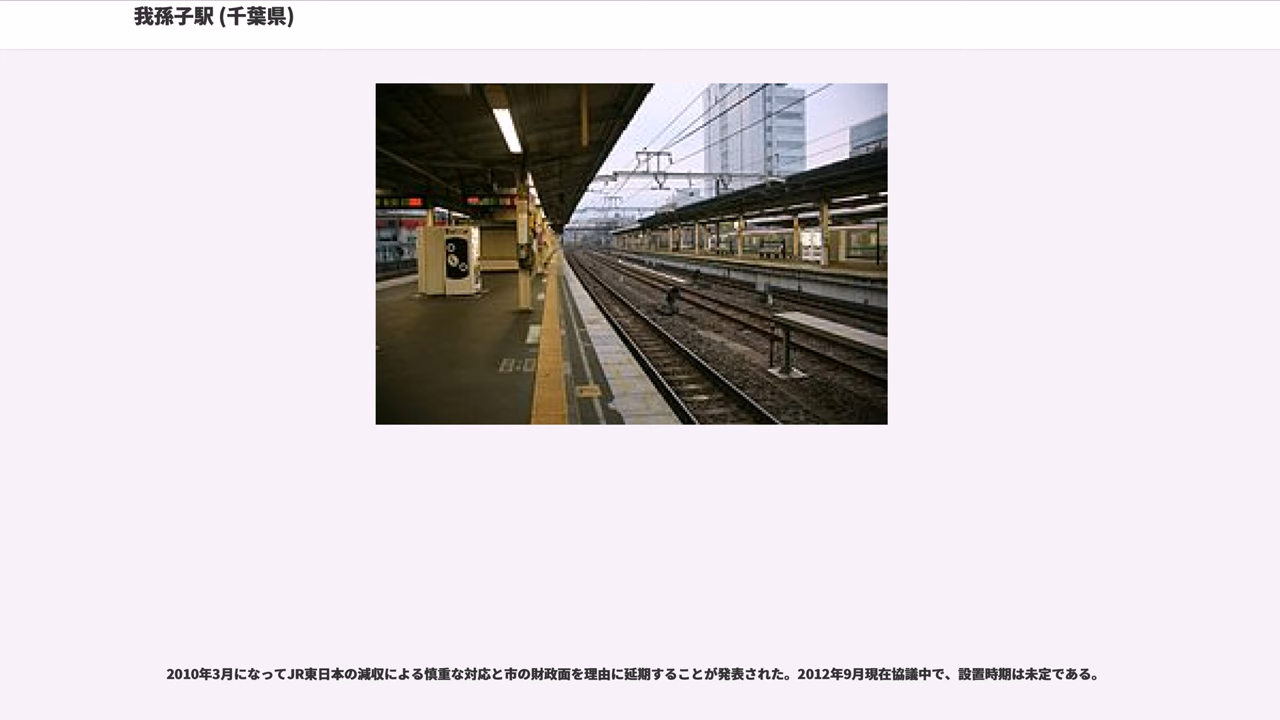 我孫子駅 (千葉県)
2010年3月になってJR東日本の減収による慎重な対応と市の財政面を理由に延期することが発表された。2012年9月現在協議中で、設置時期は未定である。